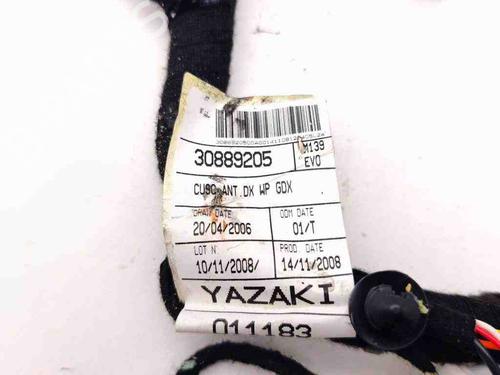 30889205
M139
EVO
CUSC.ANT.DX WP GDX
DRAW DATE
ODM DATE
20/04/2006
01/T
LOT N.
PROD. DATE
10/11/2008/
14/11/2008
YAZAKI
011183